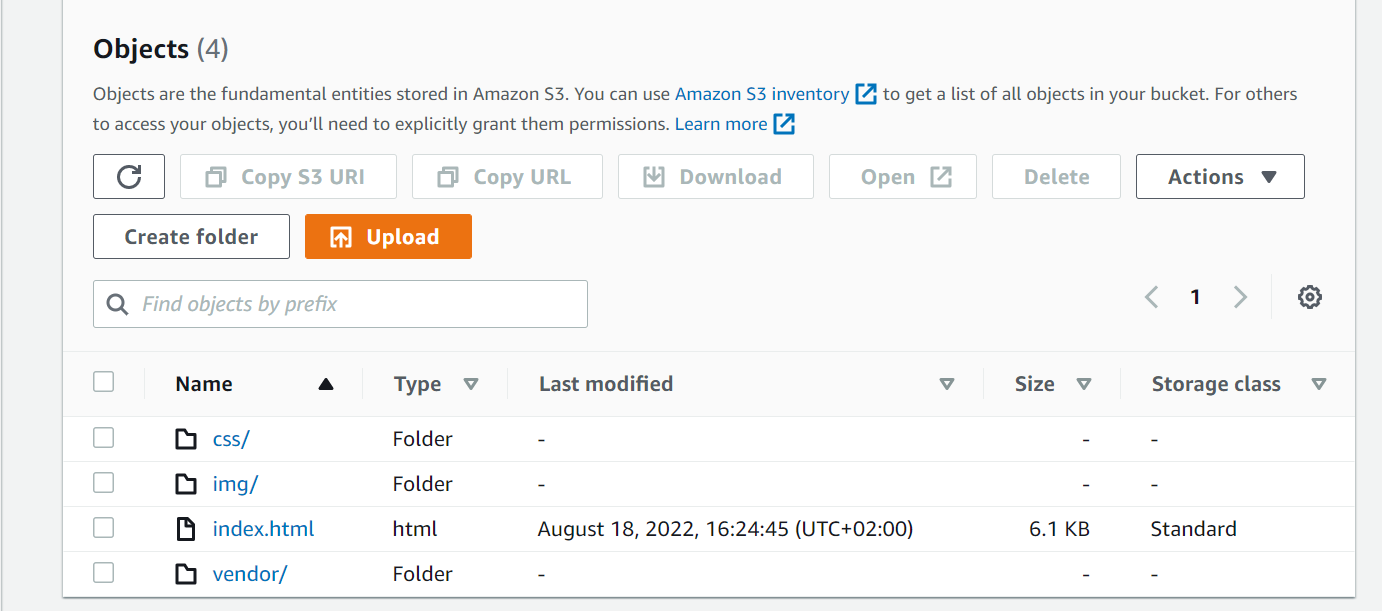 Objects (4)
Objects are the fundamental entities stored in Amazon S3. You can use Amazon S3 inventory to get a list of all objects in your bucket. For others
to access your objects, you’ll need to explicitly grant them permissions. Learn more
Copy S3 URI Copy URL Download Open Delete Actions
Create folder Upload
Find objects by prefix 1
Name Type Last modified Size Storage class
css/ Folder - - -
img/ Folder - - -
index.html html August 18, 2022, 16:24:45 (UTC+02:00) 6.1 KB Standard
vendor/ Folder - - -